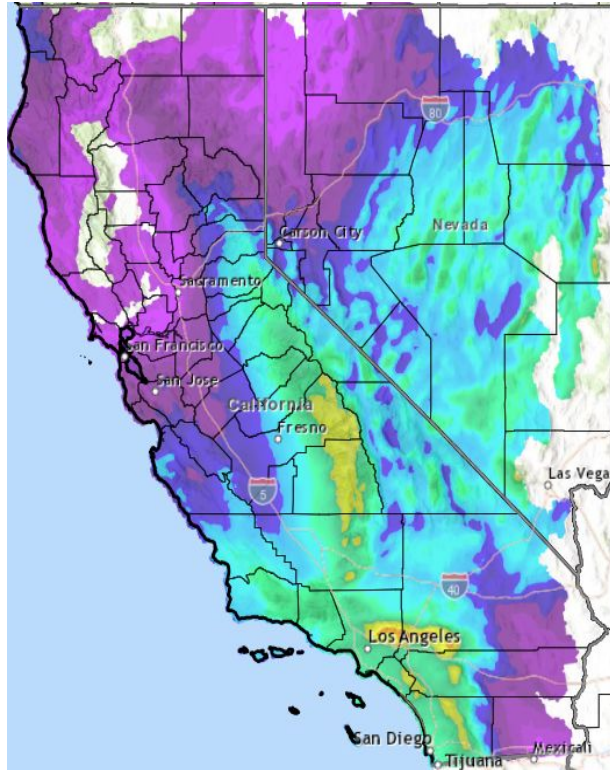 80
Nevada
Carson City
Sacramento
San Francisco
San Jose
California
Fresno
5
Las Vega
40
Los Angeles
San Diego
Mexicali
Tijuana